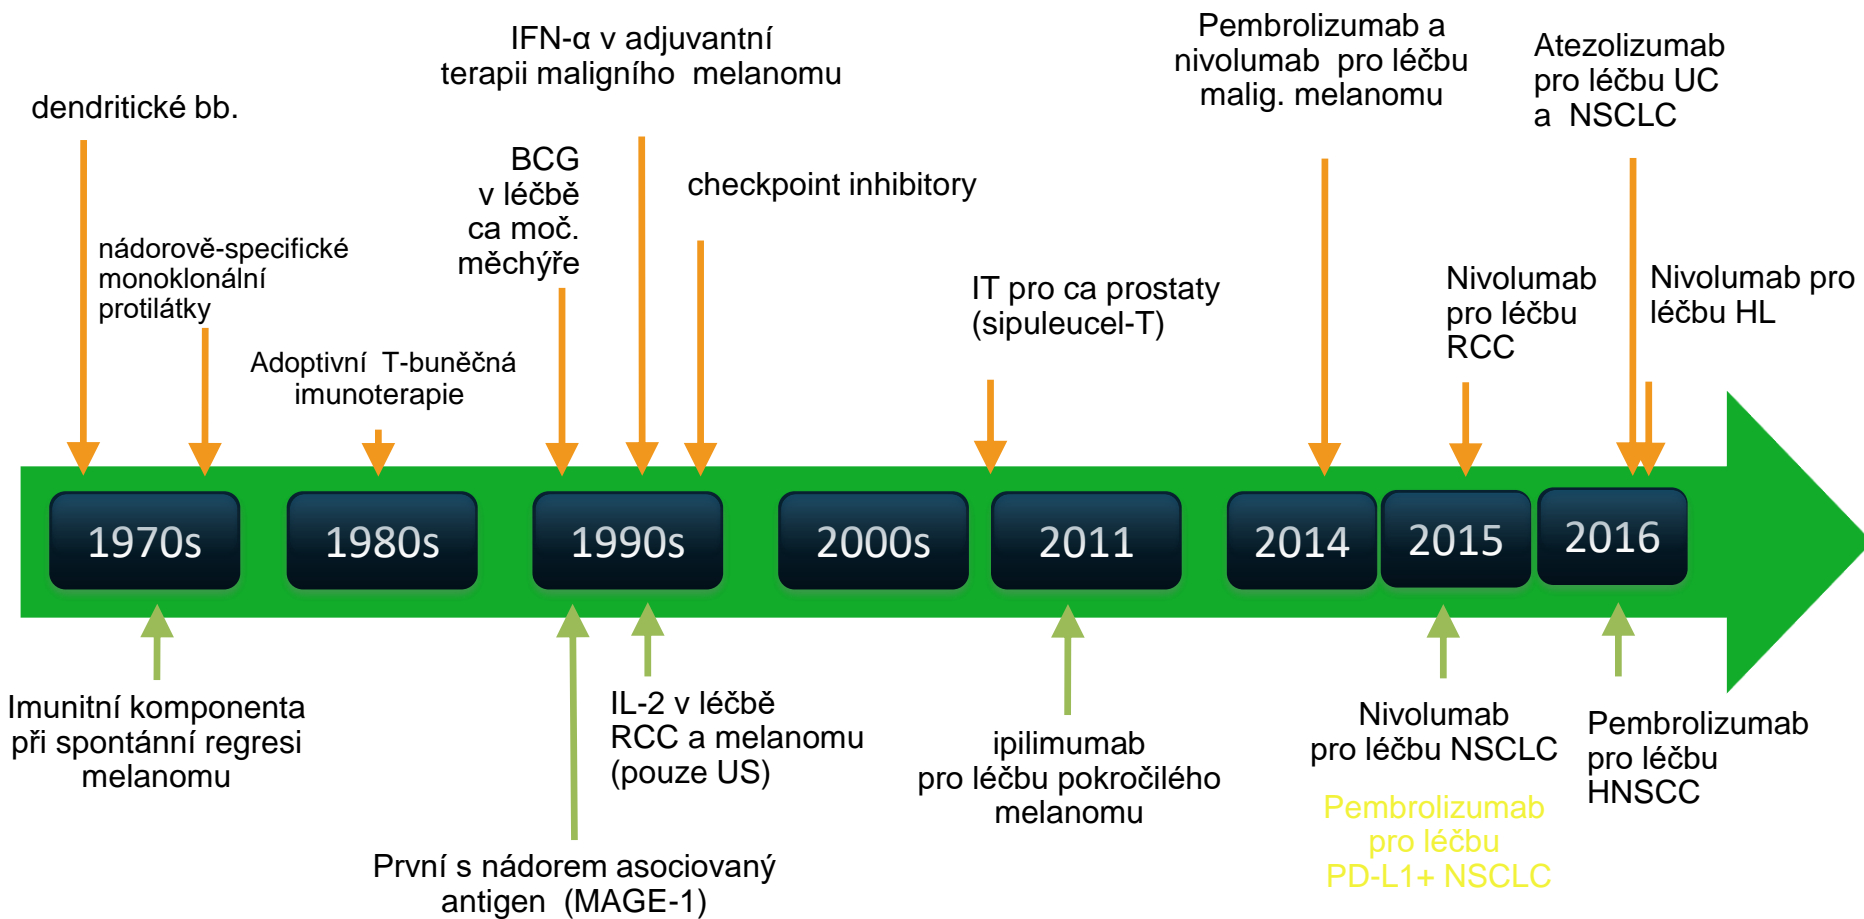 dendritické bb.
nádorově-specifické
monoklonální
protilátky
Adoptivní T-buněčná
imunoterapie
IFN-α v adjuvantní
terapii maligního melanomu
BCG
v léčbě
ca moč.
měchýře
checkpoint inhibitory
IT pro ca prostaty
(sipuleucel-T)
Pembrolizumab a
nivolumab pro léčbu
malig. melanomu
Nivolumab
pro léčbu
RCC
Atezolizumab
pro léčbu UC
a NSCLC
Nivolumab pro
léčbu HL
1970s
1980s
1990s
2000s
2011
2014
2015
2016
Imunitní komponenta
při spontánní regresi
melanomu
První s nádorem asociovaný
antigen (MAGE-1)
IL-2 v léčbě
RCC a melanomu
(pouze US)
ipilimumab
pro léčbu pokročilého
melanomu
Nivolumab
pro léčbu NSCLC
Pembrolizumab
pro léčbu
PD-L1+ NSCLC
Pembrolizumab
pro léčbu
HNSCC